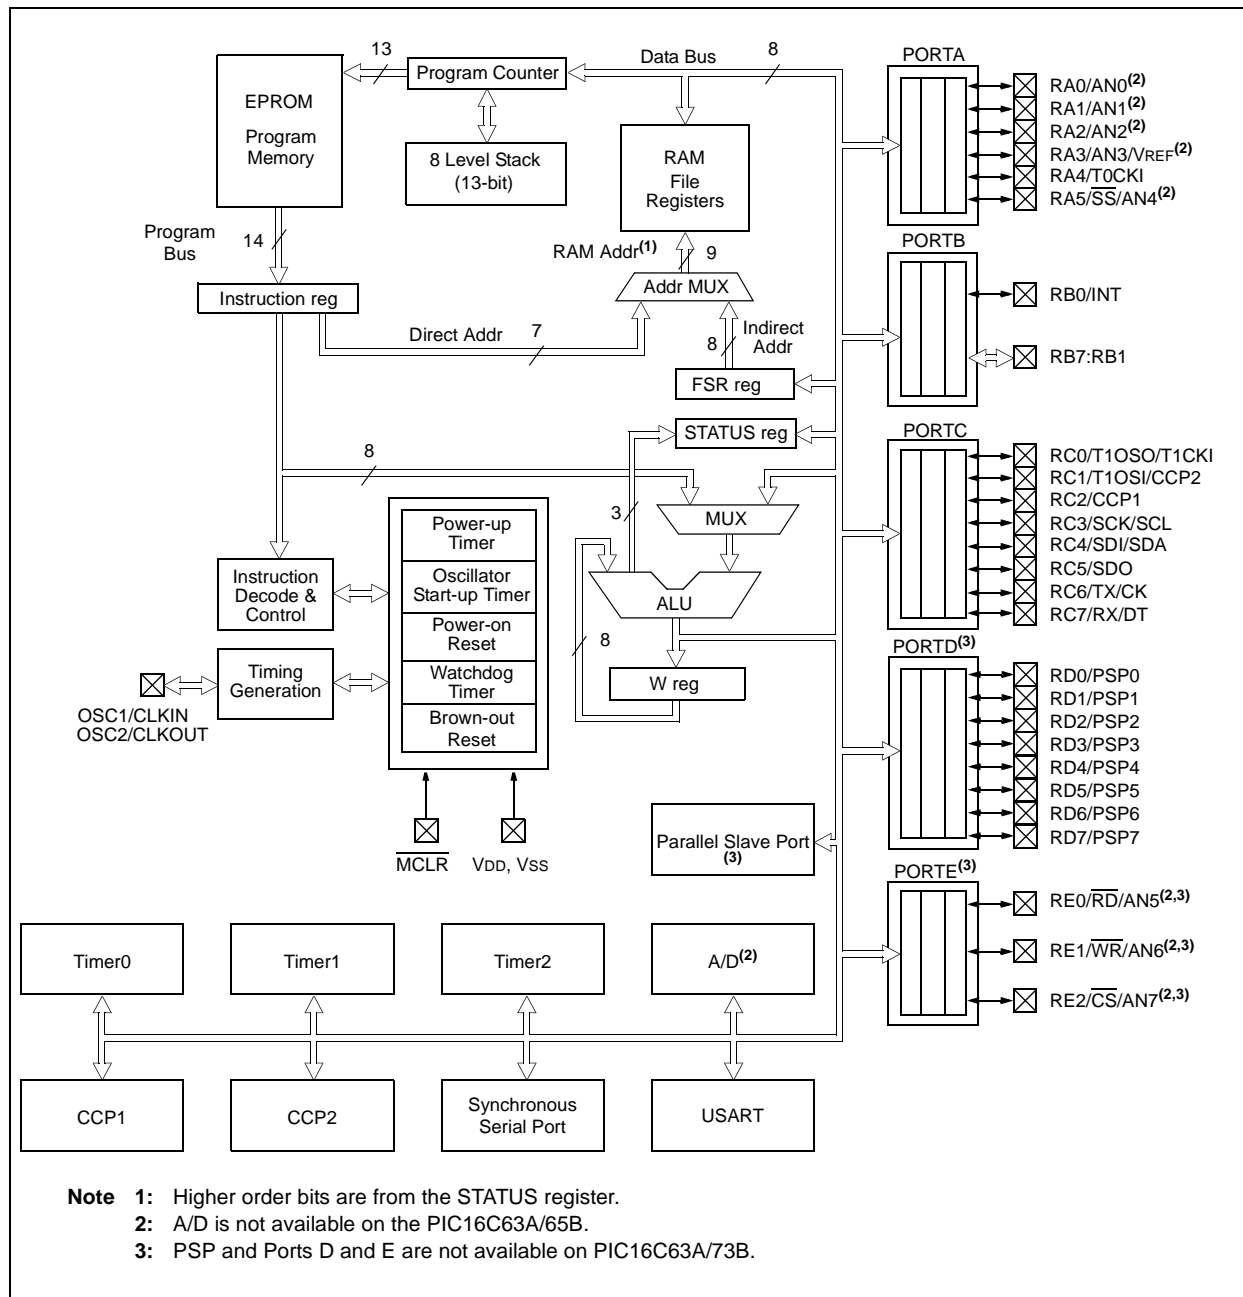 13
Data Bus
8
PORTA
EPROM
Program
Memory
Program Counter
8 Level Stack
(13-bit)
RAM
File
Registers
RA0/AN0(2)
RA1/AN1(2)
RA2/AN2(2)
RA3/AN3/VREF(2)
RA4/T0CKI
RA5/SS/AN4(2)
Program
Bus
14
RAM Addr(1)
9
PORTB
Instruction reg
Addr MUX
RB0/INT
Direct Addr
7
8
Indirect
Addr
RB7:RB1
FSR reg
STATUS reg
PORTC
8
RC0/T1OSO/T1CKI
RC1/T1OSI/CCP2
RC2/CCP1
RC3/SCK/SCL
RC4/SDI/SDA
RC5/SDO
RC6/TX/CK
RC7/RX/DT
3
MUX
Power-up
Timer
Oscillator
Start-up Timer
Power-on
Reset
Watchdog
Timer
Brown-out
Reset
Instruction
Decode &
Control
ALU
8
W reg
Timing
Generation
OSC1/CLKIN
OSC2/CLKOUT
PORTD(3)
RD0/PSP0
RD1/PSP1
RD2/PSP2
RD3/PSP3
RD4/PSP4
RD5/PSP5
RD6/PSP6
RD7/PSP7
MCLR
VDD, VSS
Parallel Slave Port
(3)
PORTE(3)
RE0/RD/AN5(2,3)
RE1/WR/AN6(2,3)
RE2/CS/AN7(2,3)
Timer0
Timer1
Timer2
A/D(2)
CCP1
CCP2
Synchronous
Serial Port
USART
Note 1: Higher order bits are from the STATUS register.
2: A/D is not available on the PIC16C63A/65B.
3: PSP and Ports D and E are not available on PIC16C63A/73B.